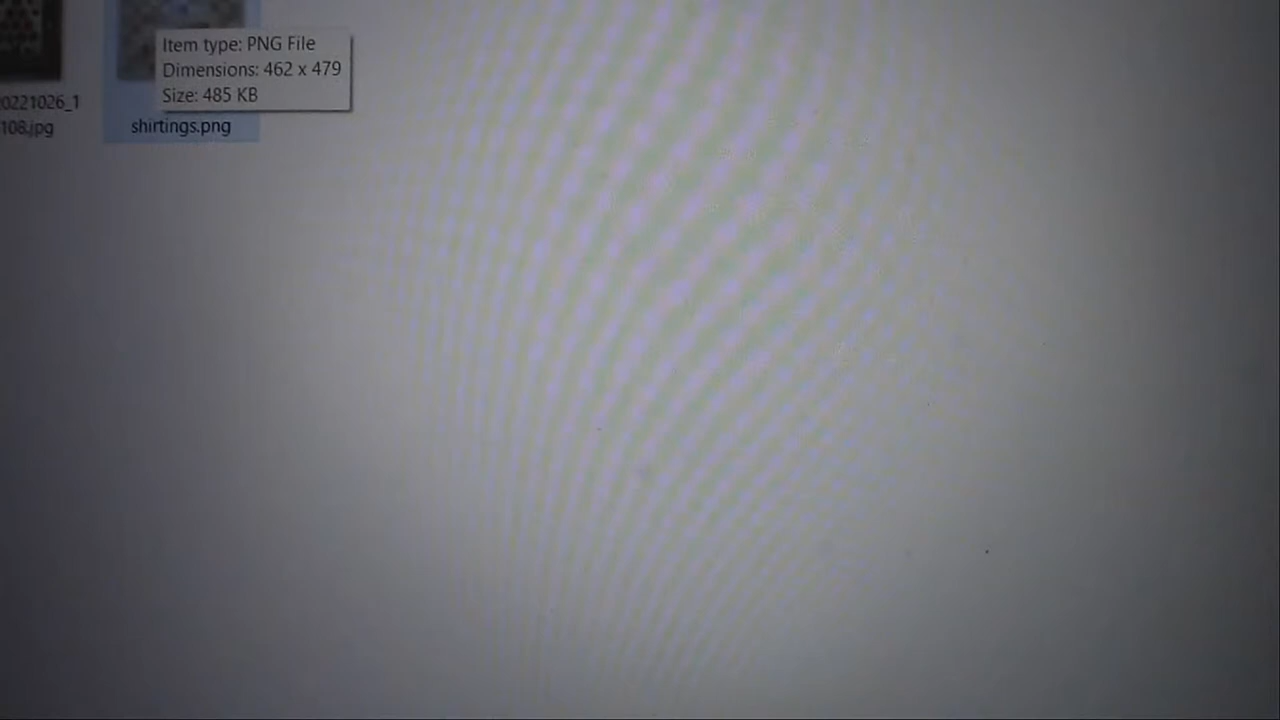 Item type: PNG File
Dimensions: 462 x 479
Size: 485 KB
0221026_1
108.jpg
shirtings.png